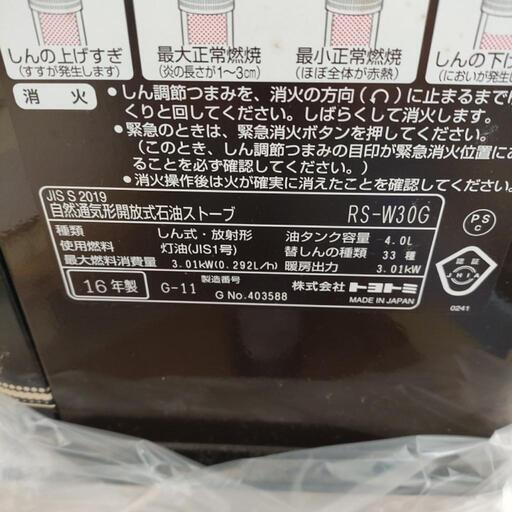 しんの上げすぎ
(すすが発生します)
最大正常燃焼
(炎の長さが1〜3cm)
最小正常燃焼
(ほぼ全体が赤熱)
しんの下げ
(においが発生
消 火
●しん調節つまみを、消火の方向( )に止まるまで
くりと回してください。しばらくして消火します。
●緊急のときは、緊急消火ボタンを押してください。
(このとき、しん調節つまみの目印が緊急消火位置に
ることを必ず確認してください。)
●消火操作後は火が確実に消えたことを確認
JIS S 2019
自然通気形開放式石油ストーブ RS-W30G
種類 しん式・放射形 油タンク容量 4.0L
使用燃料 灯油(JIS1号) 替しんの種類 33 種
最大燃料消費量 3.01kW(0.292L/h) 暖房出力 3.01kW
16年製 G-11 製造番号 G No.403588
株式会社 トヨトミ
MADE IN JAPAN
PS
C
認証
JHIA
0241